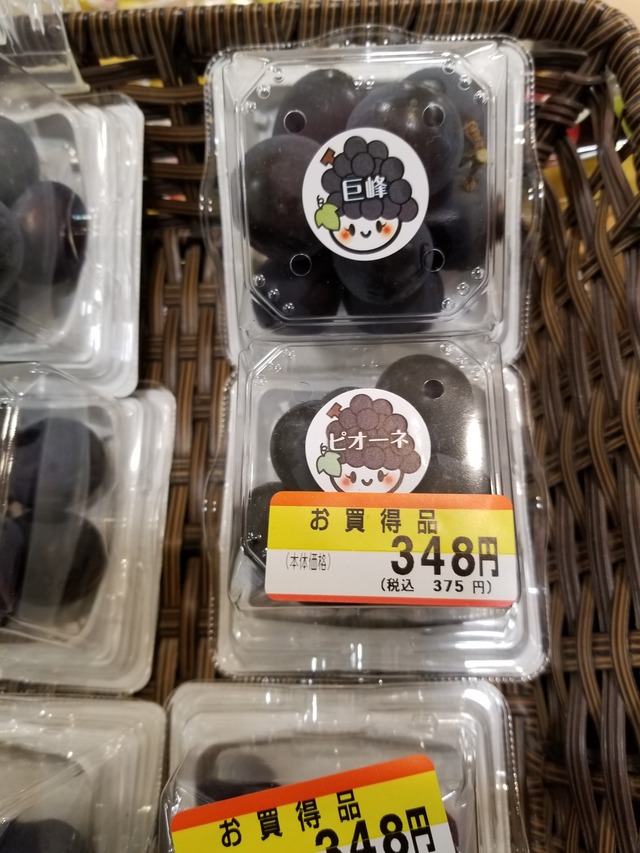 巨峰
ピオーネ
お買得品
(本体価格) 348円
(税込 375 円)
お買得品
348円